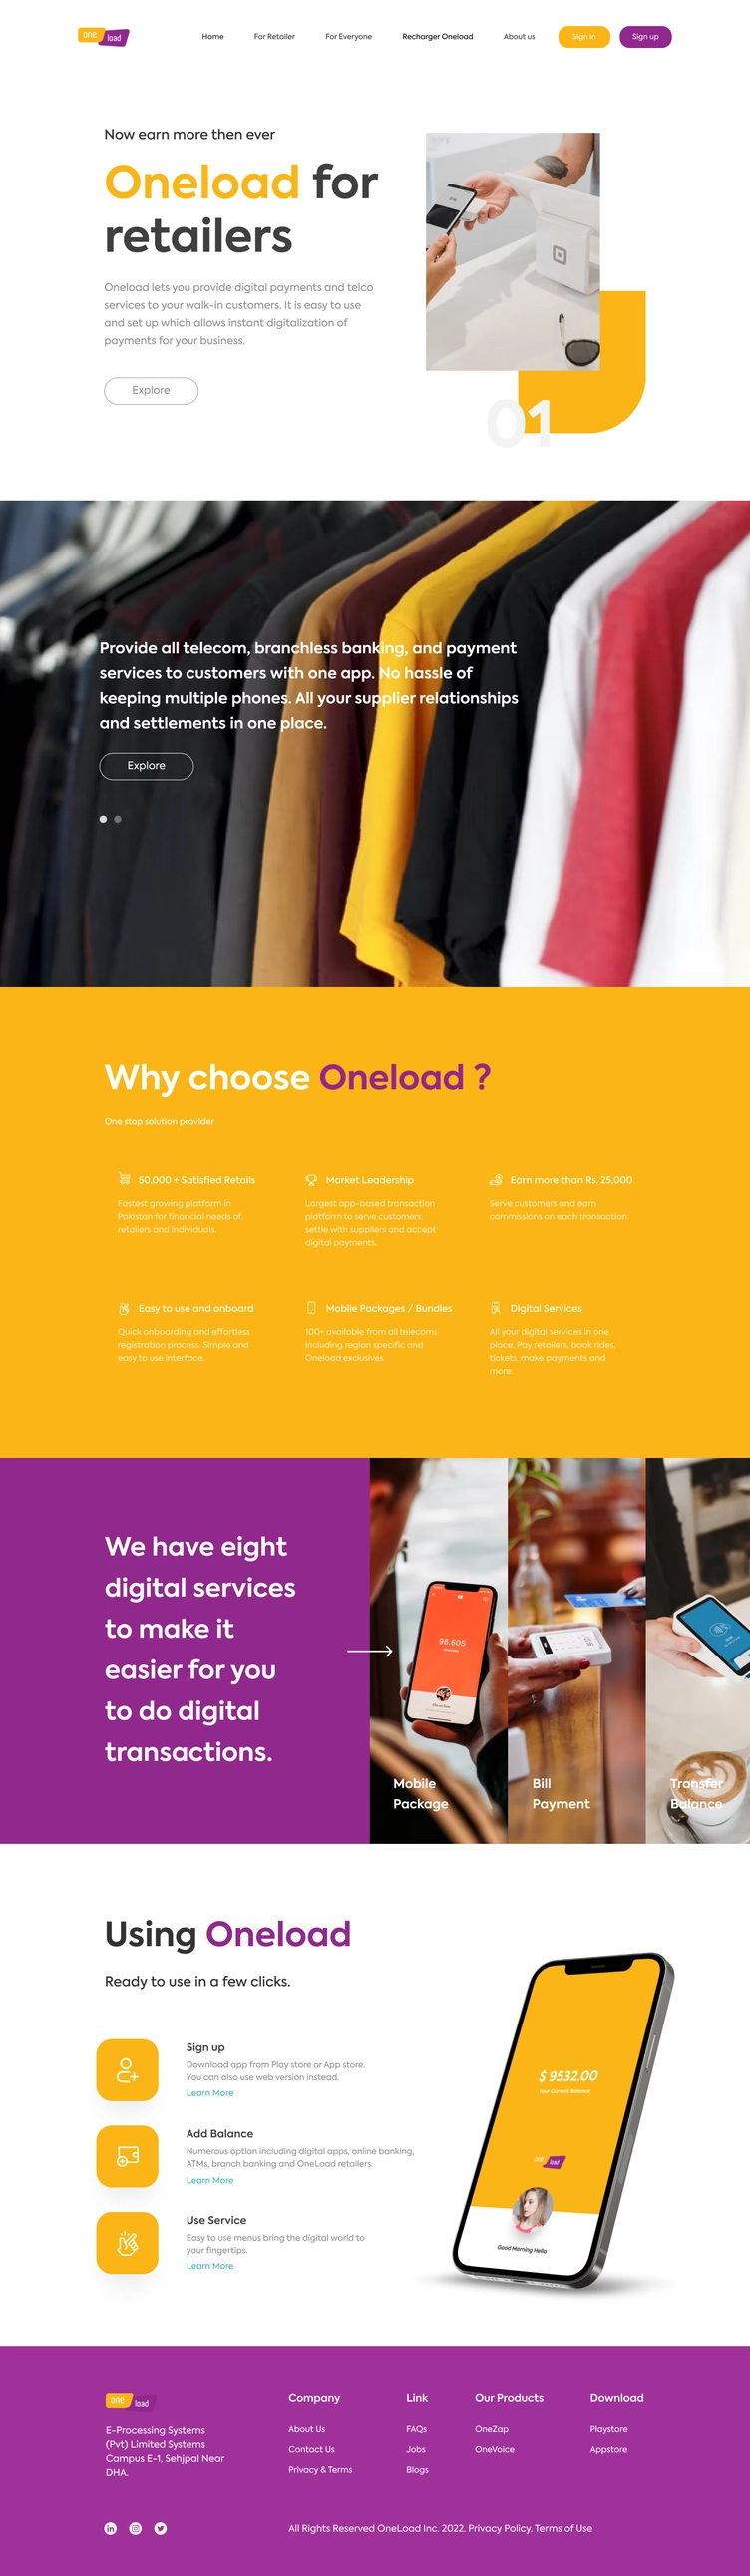 one load
Home For Retailer For Everyone Recharger Oneload About us Sign in Sign up
Now earn more then ever
Oneload for
retailers
Oneload lets you provide digital payments and telco
services to your walk-in customers. It is easy to use
and set up which allows instant digitalization of
payments for your business.
Explore
01
Provide all telecom, branchless banking, and payment
services to customers with one app. No hassle of
keeping multiple phones. All your supplier relationships
and settlements in one place.
Explore
Why choose Oneload ?
One stop solution provider
50,000 + Satisfied Retails
Fastest growing platform in
Pakistan for financial needs of
retailers and individuals.
Market Leadership
Largest app-based transaction
platform to serve customers,
settle with suppliers and accept
digital payments.
Earn more than Rs. 25,000
Serve customers and earn
commissions on each transaction.
Easy to use and onboard
Quick onboarding and effortless
registration process. Simple and
easy to use interface.
Mobile Packages / Bundles
100+ available from all telecoms
Including region specific and
Oneload exclusives.
Digital Services
All your digital services in one
place. Pay retailers, book rides,
tickets, make payments and
more.
We have eight
digital services
to make it
easier for you
to do digital
transactions.
98.605
Mobile
Package
Bill
Payment
Transfer
Balance
Using Oneload
Ready to use in a few clicks.
Sign up
Download app from Play store or App store.
You can also use web version instead.
Learn More
Add Balance
Numerous option including digital apps, online banking,
ATMs, branch banking and OneLoad retailers.
Learn More
Use Service
Easy to use menus bring the digital world to
your fingertips.
Learn More
$ 9532.00
Your Current Balance
one load
Good Morning Hella
one load
E-Processing Systems
(Pvt) Limited Systems
Campus E-1, Sehjpal Near
DHA.
Company
About Us
Contact Us
Privacy & Terms
Link
FAQs
Jobs
Blogs
Our Products
OneZap
OneVoice
Download
Playstore
Appstore
All Rights Reserved OneLoad Inc. 2022. Privacy Policy. Terms of Use